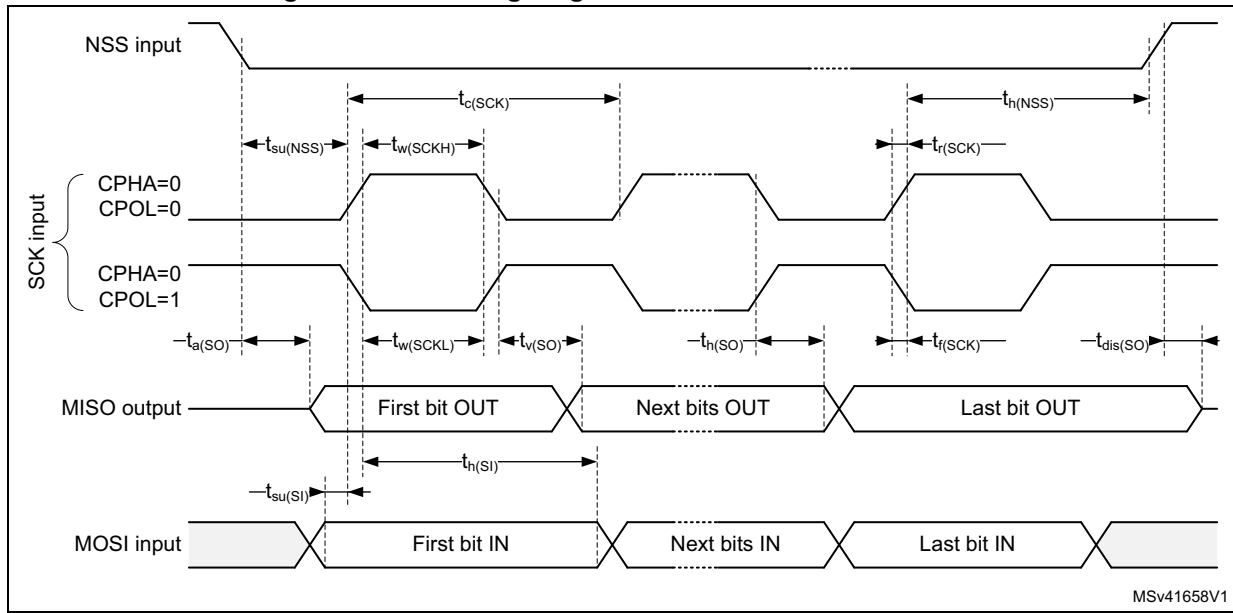 NSS input
tc(SCK)
th(NSS)
tsu(NSS)
tw(SCKH)
tr(SCK)
SCK input
CPHA=0
CPOL=0
CPHA=0
CPOL=1
ta(SO)
tw(SCKL)
tv(SO)
th(SO)
tf(SCK)
tdis(SO)
MISO output
First bit OUT
Next bits OUT
Last bit OUT
th(SI)
tsu(SI)
MOSI input
First bit IN
Next bits IN
Last bit IN
MSv41658V1